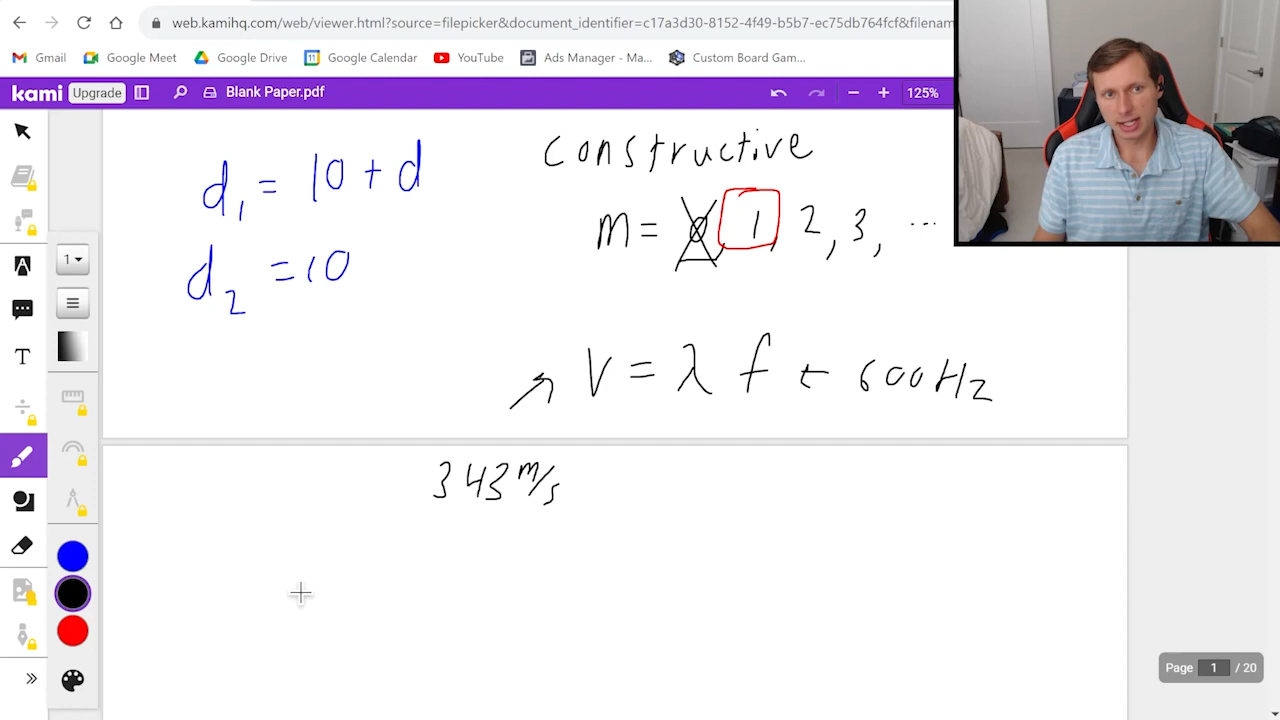 web.kamihq.com/web/viewer.html?source=filepicker&document_identifier=c17a3d30-8152-4f49-b5b7-ec75db764fcf&filenam
Gmail Google Meet Google Drive Google Calendar YouTube Ads Manager - Ma... Custom Board Gam...
kami Upgrade Blank Paper.pdf 125%
constructive
d₁ = 10 + d
m = 0, 1, 2, 3, ...
d₂ = 10
v = λ f ← 600Hz
343 m/s
1
T
Page 1 / 20